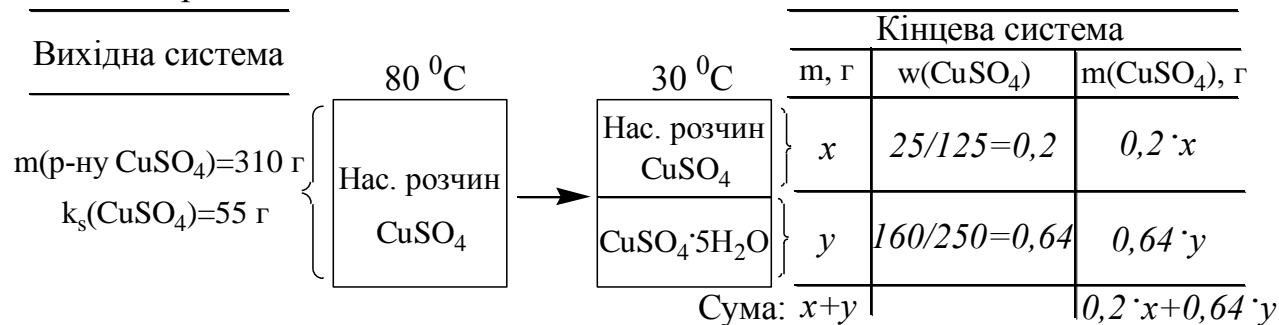 Вихідна система
Кінцева система
80 ⁰C
30 ⁰C
m, г
w(CuSO₄)
m(CuSO₄), г
m(р-ну CuSO₄)=310 г
kₛ(CuSO₄)=55 г
Нас. розчин
CuSO₄
Нас. розчин
CuSO₄
x
25/125=0,2
0,2·x
CuSO₄·5H₂O
y
160/250=0,64
0,64·y
Сума: x+y
0,2·x+0,64·y